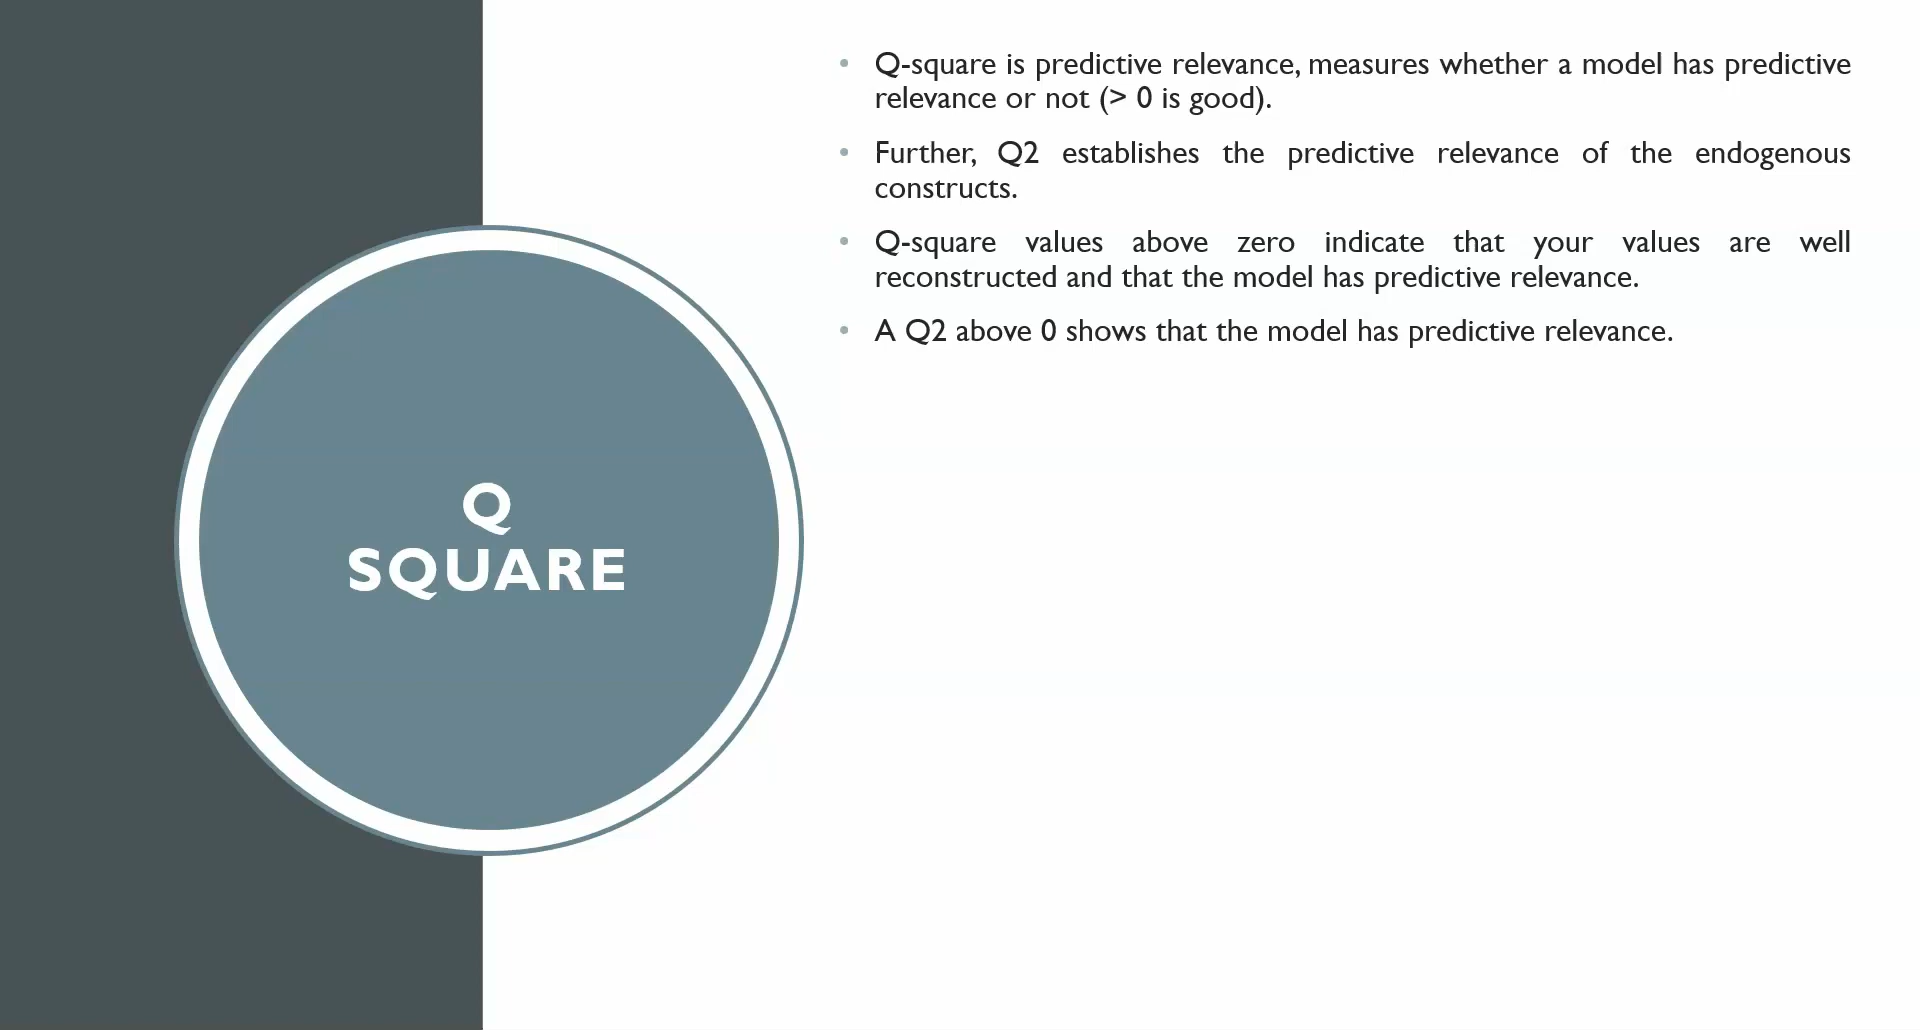 Q
SQUARE
• Q-square is predictive relevance, measures whether a model has predictive
relevance or not (> 0 is good).
• Further, Q2 establishes the predictive relevance of the endogenous
constructs.
• Q-square values above zero indicate that your values are well
reconstructed and that the model has predictive relevance.
• A Q2 above 0 shows that the model has predictive relevance.